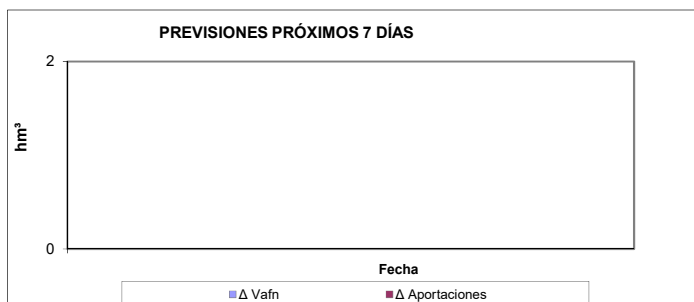 PREVISIONES PRÓXIMOS 7 DÍAS
2
hm³
0
Fecha
Δ Vafn Δ Aportaciones